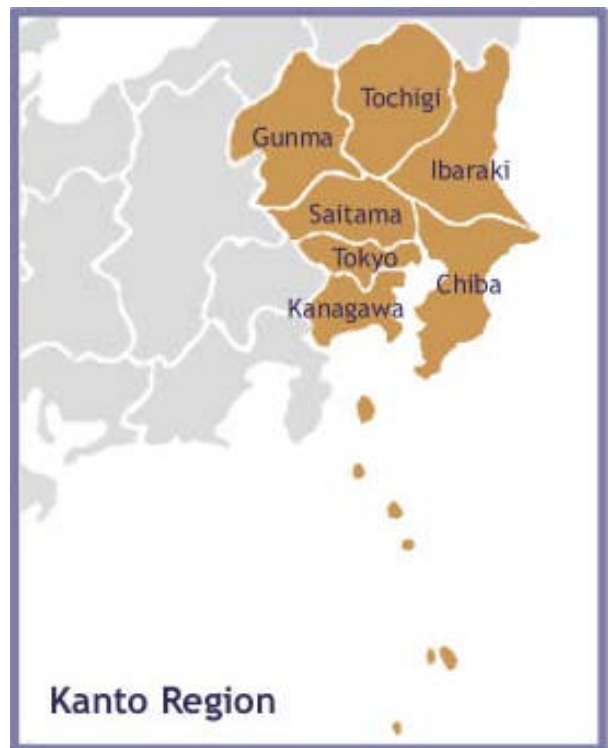 Tochigi
Gunma
Ibaraki
Saitama
Tokyo
Chiba
Kanagawa
Kanto Region